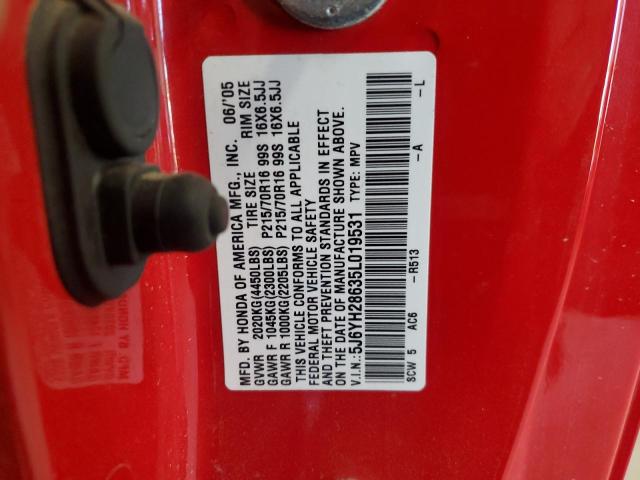 MFD. BY HONDA OF AMERICA MFG., INC. 06/'05
TIRE SIZE RIM SIZE
GVWR 2020KG(4450LBS)
GAWR F 1045KG(2300LBS) P215/70R16 99S 16X6.5JJ
GAWR R 1000KG(2205LBS) P215/70R16 99S 16X6.5JJ
THIS VEHICLE CONFORMS TO ALL APPLICABLE
FEDERAL MOTOR VEHICLE SAFETY
AND THEFT PREVENTION STANDARDS IN EFFECT
ON THE DATE OF MANUFACTURE SHOWN ABOVE.
V.I.N.: 5J6YH28635L019531 TYPE: MPV
SCW 5 AC6 -R513 -A -L